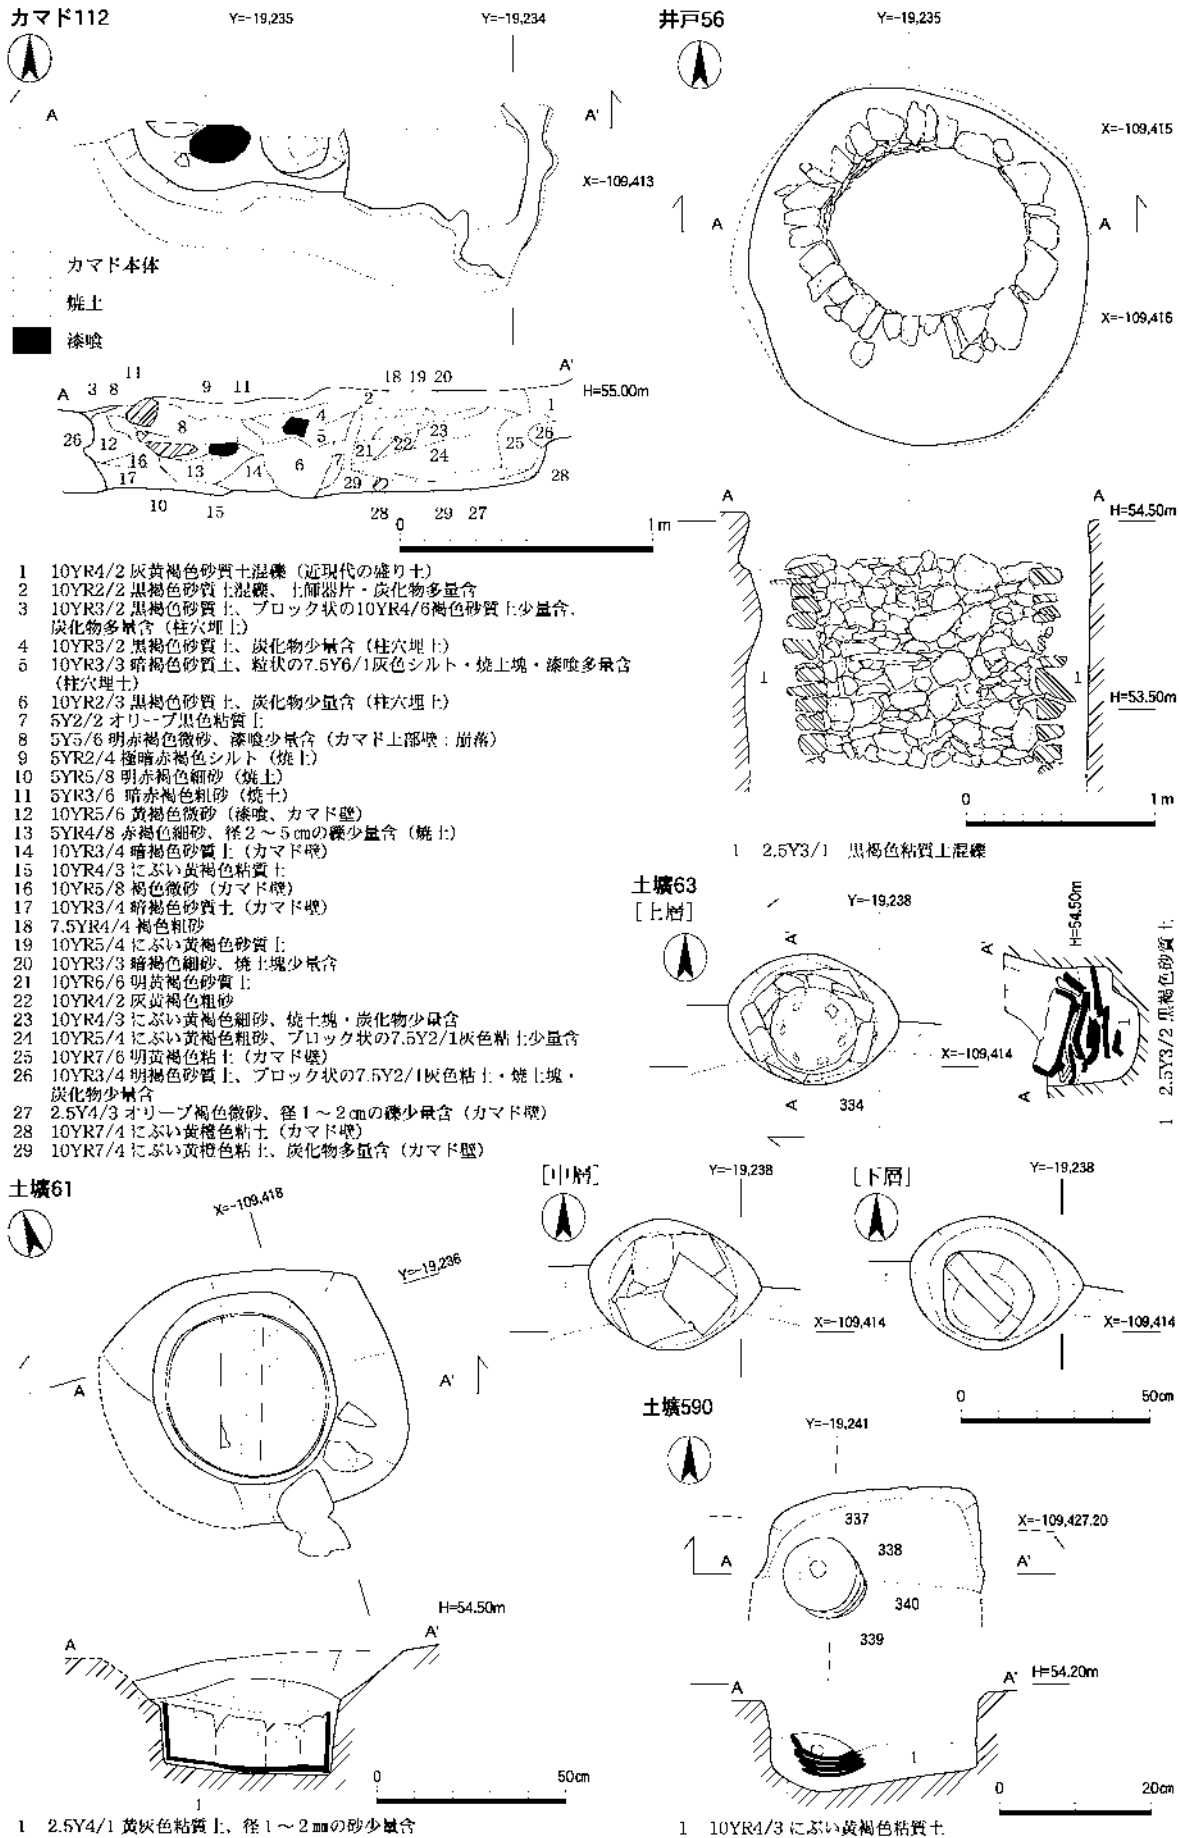 カマド112
Y=-19,235
Y=-19,234
A
A'
X=-109,413
カマド本体
焼土
漆喰
A
3
8
11
9
11
18
19
20
A'
H=55.00m
2
1
4
8
5
26
12
16
13
17
14
6
7
21
22
23
24
25
26
29
28
10
15
28
29
27
0
1m
1 10YR4/2 灰黄褐色砂質土混礫（近現代の盛り土）
2 10YR2/2 黒褐色砂質土混礫、土師器片・炭化物多量含
3 10YR3/2 黒褐色砂質土、ブロック状の10YR4/6褐色砂質土少量含、
炭化物多量含（柱穴埋土）
4 10YR3/2 黒褐色砂質土、炭化物少量含（柱穴埋土）
5 10YR3/3 暗褐色砂質土、粒状の7.5Y6/1灰色シルト・焼土塊・漆喰多量含
（柱穴埋土）
6 10YR2/3 黒褐色砂質土、炭化物少量含（柱穴埋土）
7 5Y2/2 オリーブ黒色粘質土
8 5Y5/6 明赤褐色微砂、漆喰少量含（カマド上部壁：崩落）
9 5YR2/4 極暗赤褐色シルト（焼土）
10 5YR5/8 明赤褐色細砂（焼土）
11 5YR3/6 暗赤褐色粗砂（焼土）
12 10YR5/6 黄褐色微砂（漆喰、カマド壁）
13 5YR4/8 赤褐色細砂、径2～5㎝の礫少量含（焼土）
14 10YR3/4 暗褐色砂質土（カマド壁）
15 10YR4/3 にぶい黄褐色粘質土
16 10YR5/8 褐色微砂（カマド壁）
17 10YR3/4 暗褐色砂質土（カマド壁）
18 7.5YR4/4 褐色粗砂
19 10YR5/4 にぶい黄褐色砂質土
20 10YR3/3 暗褐色細砂、焼土塊少量含
21 10YR6/6 明黄褐色砂質土
22 10YR4/2 灰黄褐色粗砂
23 10YR4/3 にぶい黄褐色細砂、焼土塊・炭化物少量含
24 10YR5/4 にぶい黄褐色粗砂、ブロック状の7.5Y2/1灰色粘土少量含
25 10YR7/6 明黄褐色粘土（カマド壁）
26 10YR3/4 明褐色砂質土、ブロック状の7.5Y2/1灰色粘土・焼土塊・
炭化物少量含
27 2.5Y4/3 オリーブ褐色微砂、径1～2㎝の礫少量含（カマド壁）
28 10YR7/4 にぶい黄橙色粘土（カマド壁）
29 10YR7/4 にぶい黄橙色粘土、炭化物多量含（カマド壁）
井戸56
Y=-19,235
X=-109,415
A
A
X=-109,416
A
A
H=54.50m
1
1
H=53.50m
0
1m
1 2.5Y3/1 黒褐色粘質土混礫
土壙63
［上層］
Y=-19,238
A'
X=-109,414
A
334
H=54.50m
A'
A
1
1 2.5Y3/2 黒褐色砂質土
［中層］
Y=-19,238
X=-109,414
［下層］
Y=-19,238
X=-109,414
0
50㎝
土壙61
X=-109,418
Y=-19,236
A
A'
H=54.50m
A
A'
1
0
50㎝
1 2.5Y4/1 黄灰色粘質土、径1～2㎜の砂少量含
土壙590
Y=-19,241
337
X=-109,427.20
338
A
A'
340
339
A
A'
H=54.20m
1
0
20㎝
1 10YR4/3 にぶい黄褐色粘質土